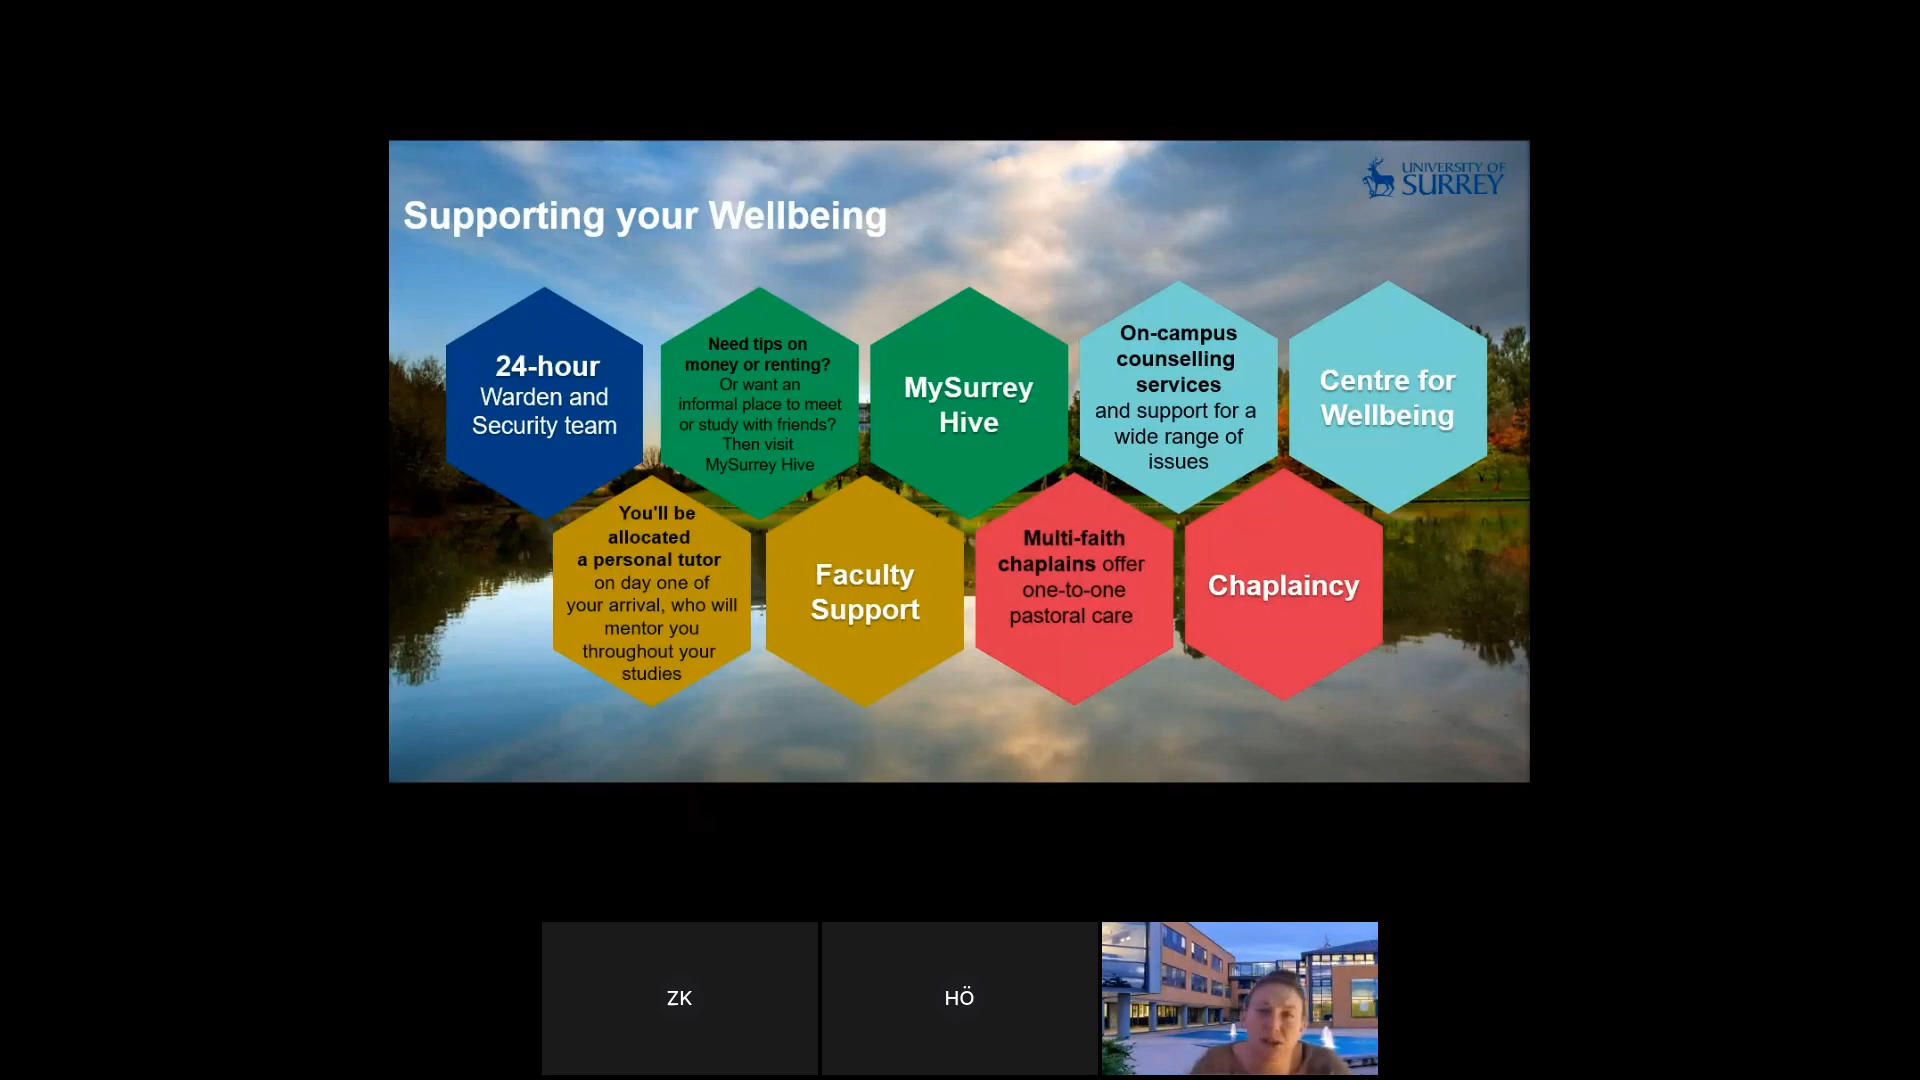 UNIVERSITY OF
SURREY
Supporting your Wellbeing
24-hour
Warden and
Security team
Need tips on
money or renting?
Or want an
informal place to meet
or study with friends?
Then visit
MySurrey Hive
MySurrey
Hive
On-campus
counselling
services
and support for a
wide range of
issues
Centre for
Wellbeing
You'll be
allocated
a personal tutor
on day one of
your arrival, who will
mentor you
throughout your
studies
Faculty
Support
Multi-faith
chaplains offer
one-to-one
pastoral care
Chaplaincy
ZK
HÖ